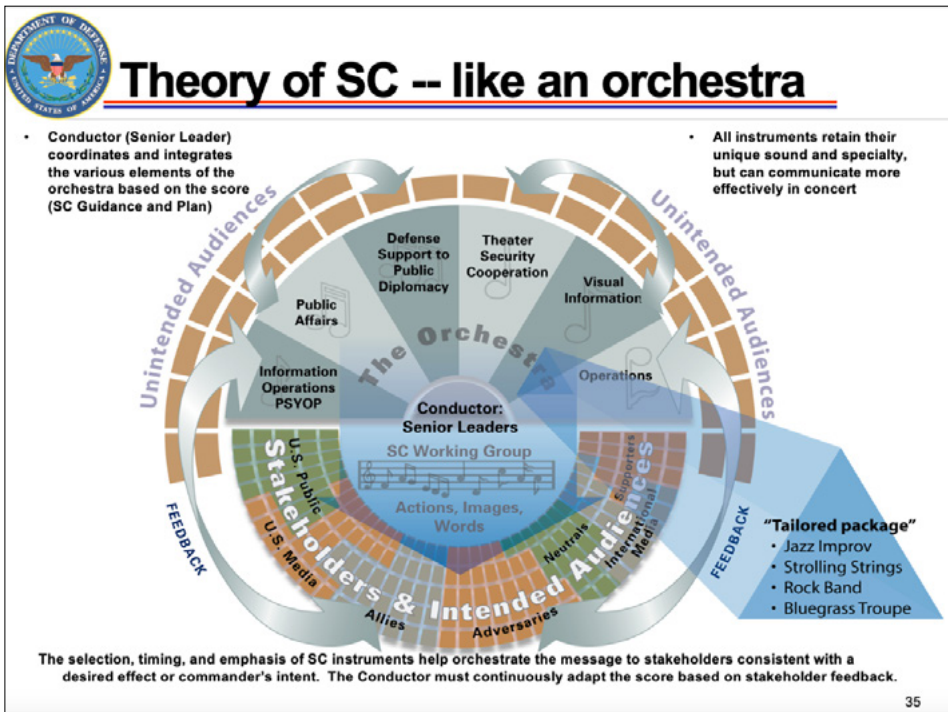 DEPARTMENT OF DEFENSE
UNITED STATES OF AMERICA
Theory of SC -- like an orchestra
• Conductor (Senior Leader)
coordinates and integrates
the various elements of the
orchestra based on the score
(SC Guidance and Plan)
• All instruments retain their
unique sound and specialty,
but can communicate more
effectively in concert
Unintended Audiences
Unintended Audiences
Information
Operations
PSYOP
Public
Affairs
Defense
Support to
Public
Diplomacy
Theater
Security
Cooperation
Visual
Information
Operations
The Orchestra
Conductor:
Senior Leaders
SC Working Group
Actions, Images,
Words
Stakeholders & Intended Audiences
U.S. Public
U.S. Media
Allies
Adversaries
Neutrals
International
Media
Supporters
FEEDBACK
FEEDBACK
“Tailored package”
• Jazz Improv
• Strolling Strings
• Rock Band
• Bluegrass Troupe
The selection, timing, and emphasis of SC instruments help orchestrate the message to stakeholders consistent with a
desired effect or commander’s intent. The Conductor must continuously adapt the score based on stakeholder feedback.
35